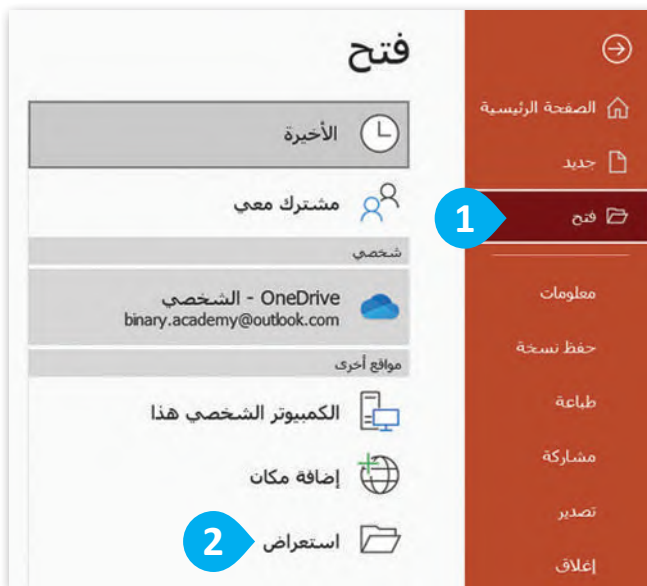 الصفحة الرئيسية
جديد
1
فتح
معلومات
حفظ نسخة
طباعة
مشاركة
تصدير
إغلاق
فتح
الأخيرة
مشترك معي
شخصي
OneDrive - الشخصي
binary.academy@outlook.com
مواقع أخرى
الكمبيوتر الشخصي هذا
إضافة مكان
استعراض
2